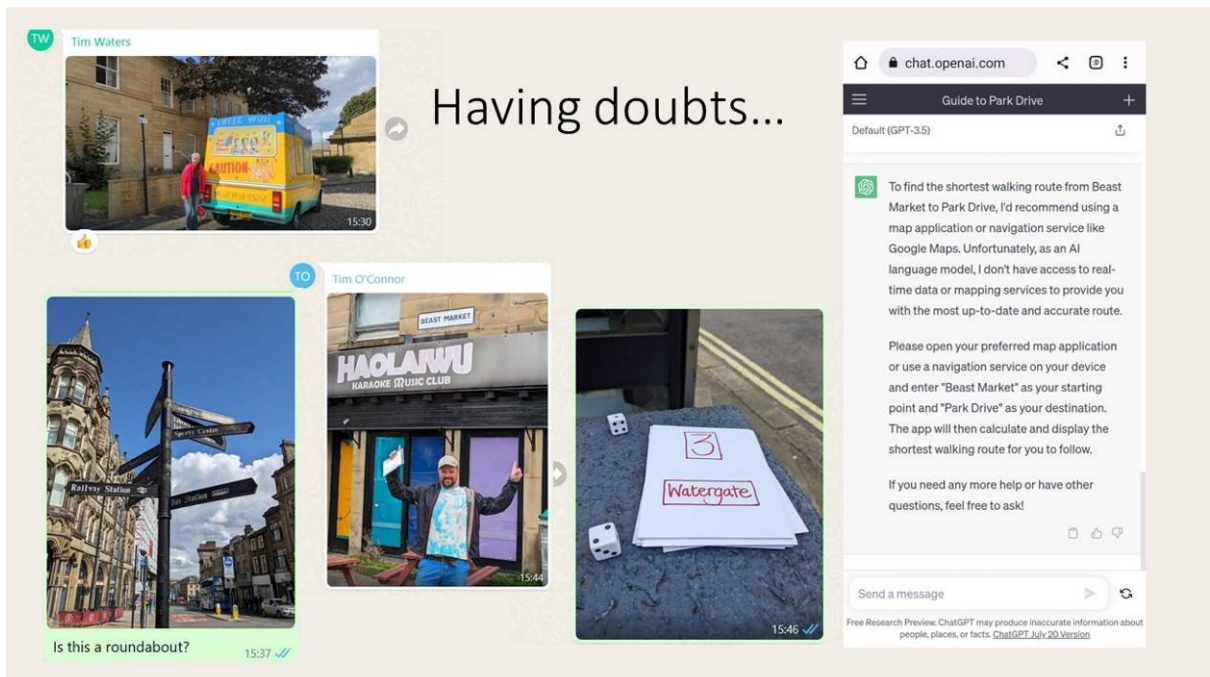 Having doubts...
TW
Tim Waters
CAUTION
15:30
TO
Tim O'Connor
Sports Centre
Railway Station
Bus Station
Is this a roundabout?
15:37
BEAST MARKET
HAOLAIWU
KARAOKE MUSIC CLUB
15:44
3
Watergate
15:46
chat.openai.com
Guide to Park Drive
Default (GPT-3.5)
To find the shortest walking route from Beast
Market to Park Drive, I'd recommend using a
map application or navigation service like
Google Maps. Unfortunately, as an AI
language model, I don't have access to real-
time data or mapping services to provide you
with the most up-to-date and accurate route.
Please open your preferred map application
or use a navigation service on your device
and enter "Beast Market" as your starting
point and "Park Drive" as your destination.
The app will then calculate and display the
shortest walking route for you to follow.
If you need any more help or have other
questions, feel free to ask!
Send a message
Free Research Preview. ChatGPT may produce inaccurate information about
people, places, or facts. ChatGPT July 20 Version